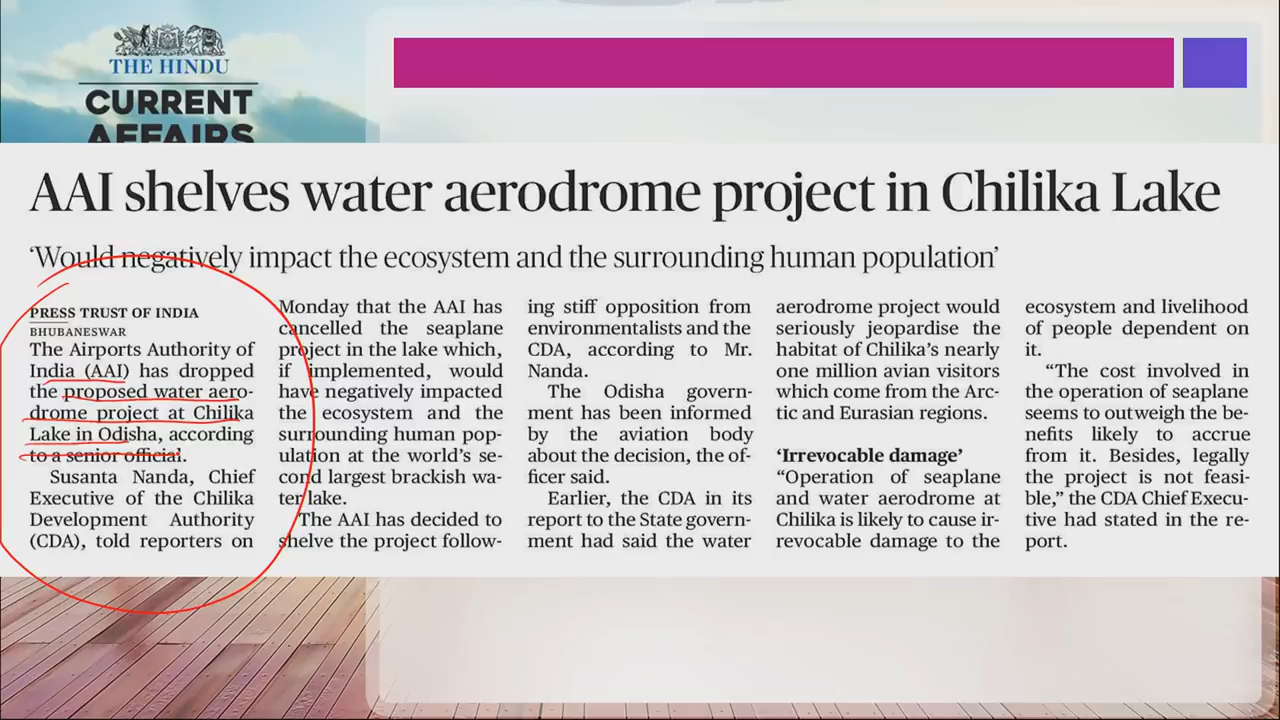 THE HINDU
CURRENT
AFFAIRS
AAI shelves water aerodrome project in Chilika Lake
‘Would negatively impact the ecosystem and the surrounding human population’
PRESS TRUST OF INDIA
BHUBANESWAR
The Airports Authority of
India (AAI) has dropped
the proposed water aero-
drome project at Chilika
Lake in Odisha, according
to a senior official.
Susanta Nanda, Chief
Executive of the Chilika
Development Authority
(CDA), told reporters on
Monday that the AAI has
cancelled the seaplane
project in the lake which,
if implemented, would
have negatively impacted
the ecosystem and the
surrounding human pop-
ulation at the world’s se-
cond largest brackish wa-
ter lake.
The AAI has decided to
shelve the project follow-
ing stiff opposition from
environmentalists and the
CDA, according to Mr.
Nanda.
The Odisha govern-
ment has been informed
by the aviation body
about the decision, the of-
ficer said.
Earlier, the CDA in its
report to the State govern-
ment had said the water
aerodrome project would
seriously jeopardise the
habitat of Chilika’s nearly
one million avian visitors
which come from the Arc-
tic and Eurasian regions.
‘Irrevocable damage’
“Operation of seaplane
and water aerodrome at
Chilika is likely to cause ir-
revocable damage to the
ecosystem and livelihood
of people dependent on
it.
“The cost involved in
the operation of seaplane
seems to outweigh the be-
nefits likely to accrue
from it. Besides, legally
the project is not feasi-
ble,” the CDA Chief Execu-
tive had stated in the re-
port.